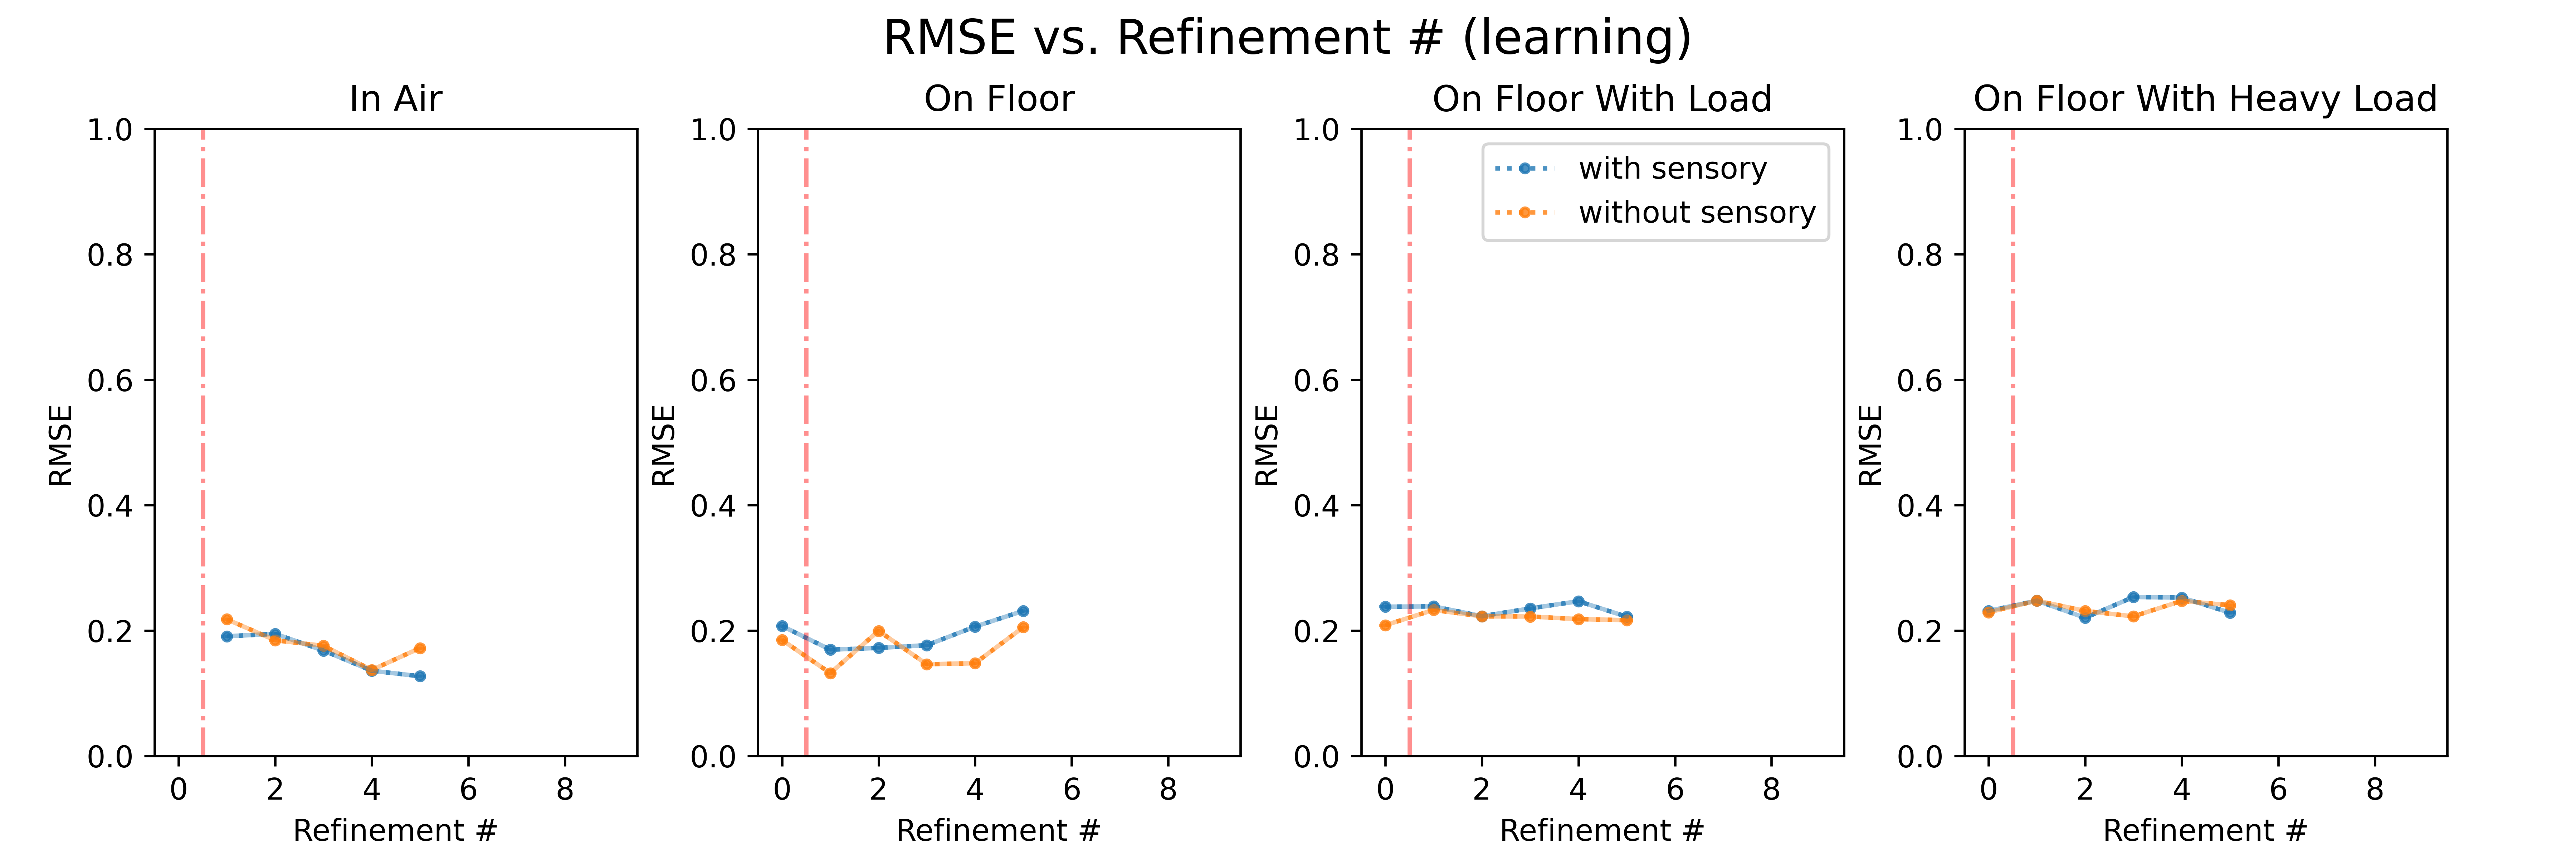 RMSE vs. Refinement # (learning)
In Air
On Floor
On Floor With Load
On Floor With Heavy Load
RMSE
1.0
0.8
0.6
0.4
0.2
0.0
0 2 4 6 8
Refinement #
RMSE
1.0
0.8
0.6
0.4
0.2
0.0
0 2 4 6 8
Refinement #
RMSE
1.0
0.8
0.6
0.4
0.2
0.0
with sensory
without sensory
0 2 4 6 8
Refinement #
RMSE
1.0
0.8
0.6
0.4
0.2
0.0
0 2 4 6 8
Refinement #